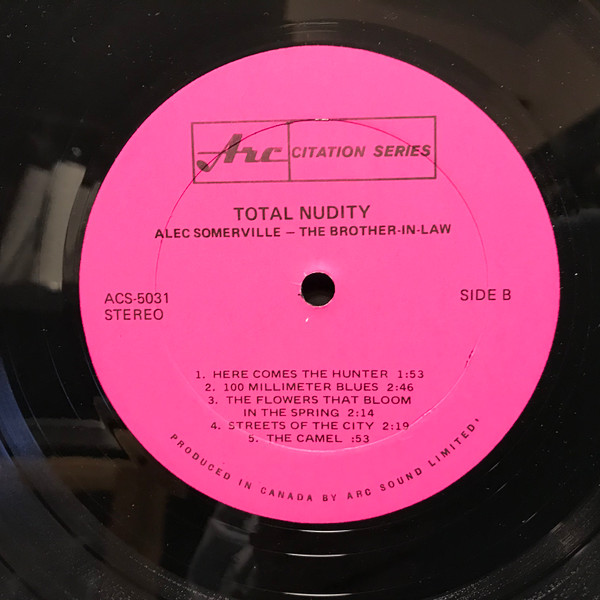 Arc CITATION SERIES
TOTAL NUDITY
ALEC SOMERVILLE – THE BROTHER-IN-LAW
ACS-5031 SIDE B
STEREO
1. HERE COMES THE HUNTER 1:53
2. 100 MILLIMETER BLUES 2:46
3. THE FLOWERS THAT BLOOM
IN THE SPRING 2:14
4. STREETS OF THE CITY 2:19
5. THE CAMEL :53
PRODUCED IN CANADA BY ARC SOUND LIMITED.